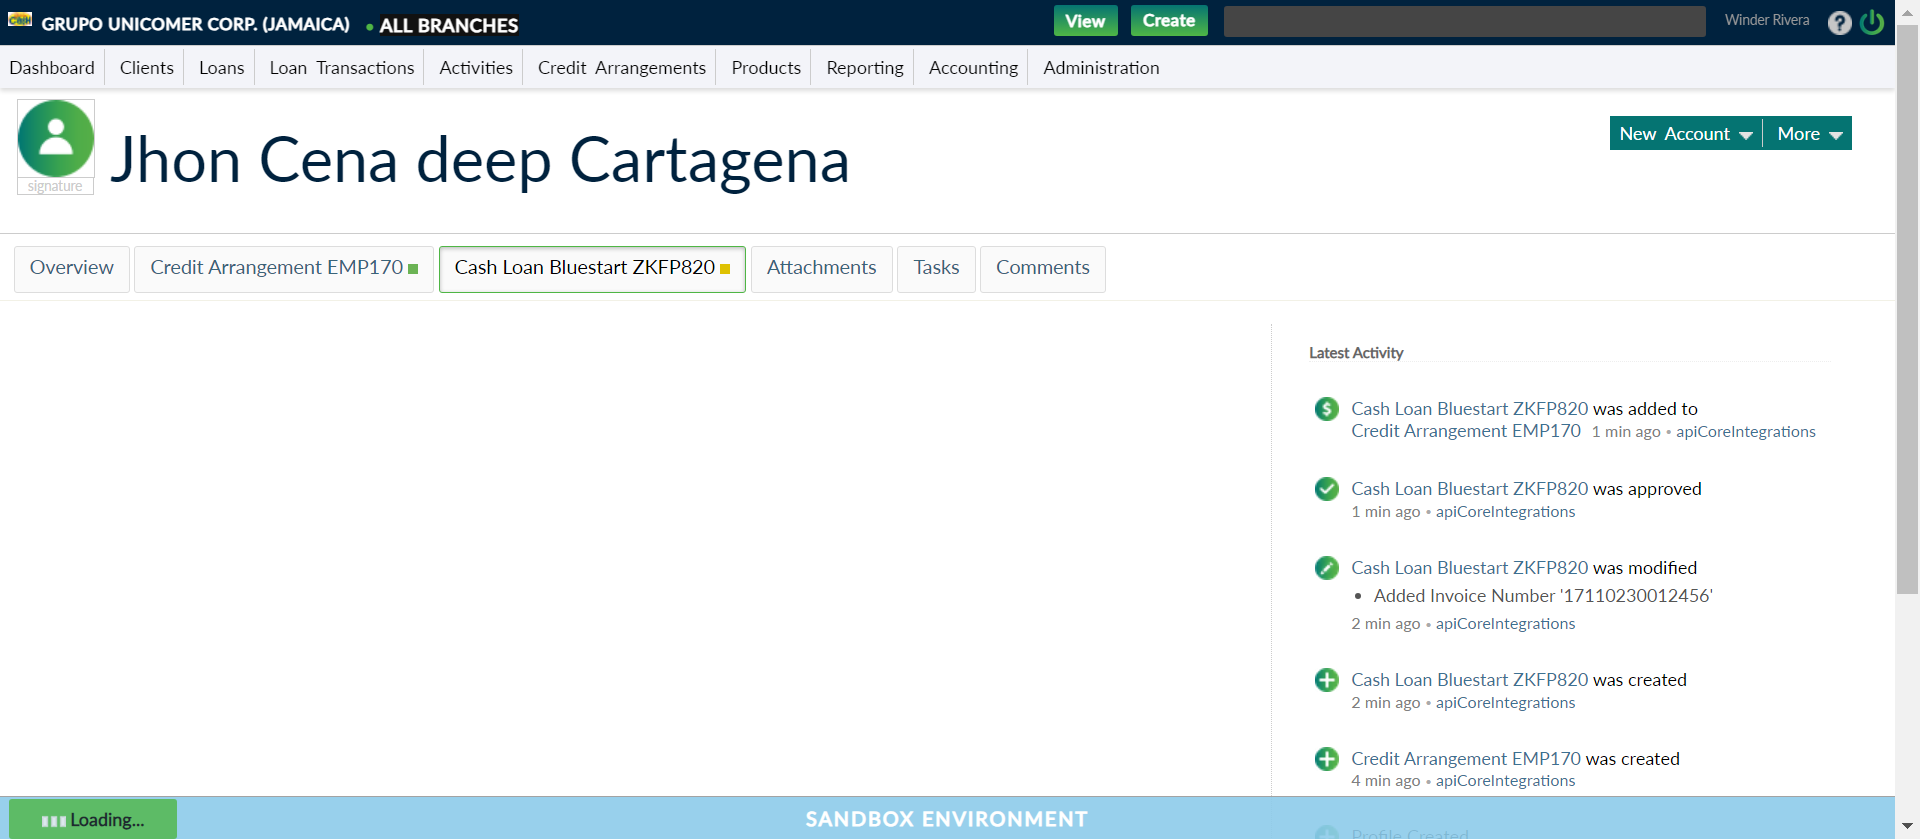 CasH
GRUPO UNICOMER CORP. (JAMAICA) • ALL BRANCHES
View
Create
Winder Rivera
?
Dashboard Clients Loans Loan Transactions Activities Credit Arrangements Products Reporting Accounting Administration
signature
Jhon Cena deep Cartagena
New Account
More
Overview
Credit Arrangement EMP170
Cash Loan Bluestart ZKFP820
Attachments
Tasks
Comments
Latest Activity
Cash Loan Bluestart ZKFP820 was added to
Credit Arrangement EMP170 1 min ago • apiCoreIntegrations
Cash Loan Bluestart ZKFP820 was approved
1 min ago • apiCoreIntegrations
Cash Loan Bluestart ZKFP820 was modified
• Added Invoice Number '17110230012456'
2 min ago • apiCoreIntegrations
Cash Loan Bluestart ZKFP820 was created
2 min ago • apiCoreIntegrations
Credit Arrangement EMP170 was created
4 min ago • apiCoreIntegrations
Profile Created
Loading...
SANDBOX ENVIRONMENT